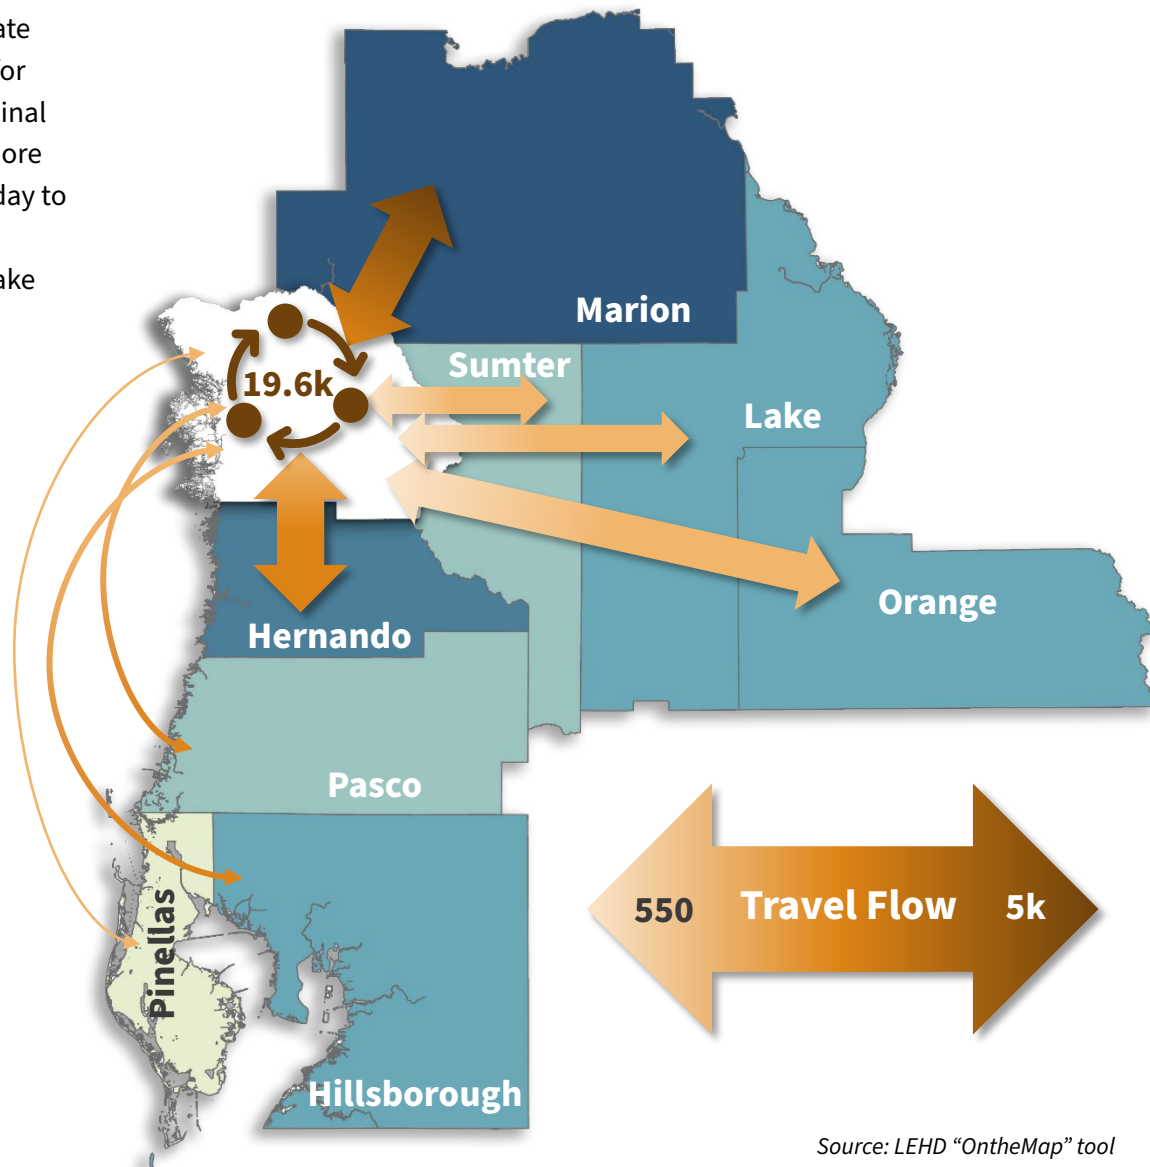 ate
or
inal
ore
day to
ake
Marion
Sumter
19.6k
Lake
Orange
Hernando
Pasco
Pinellas
550 Travel Flow 5k
Hillsborough
Source: LEHD “OntheMap” tool